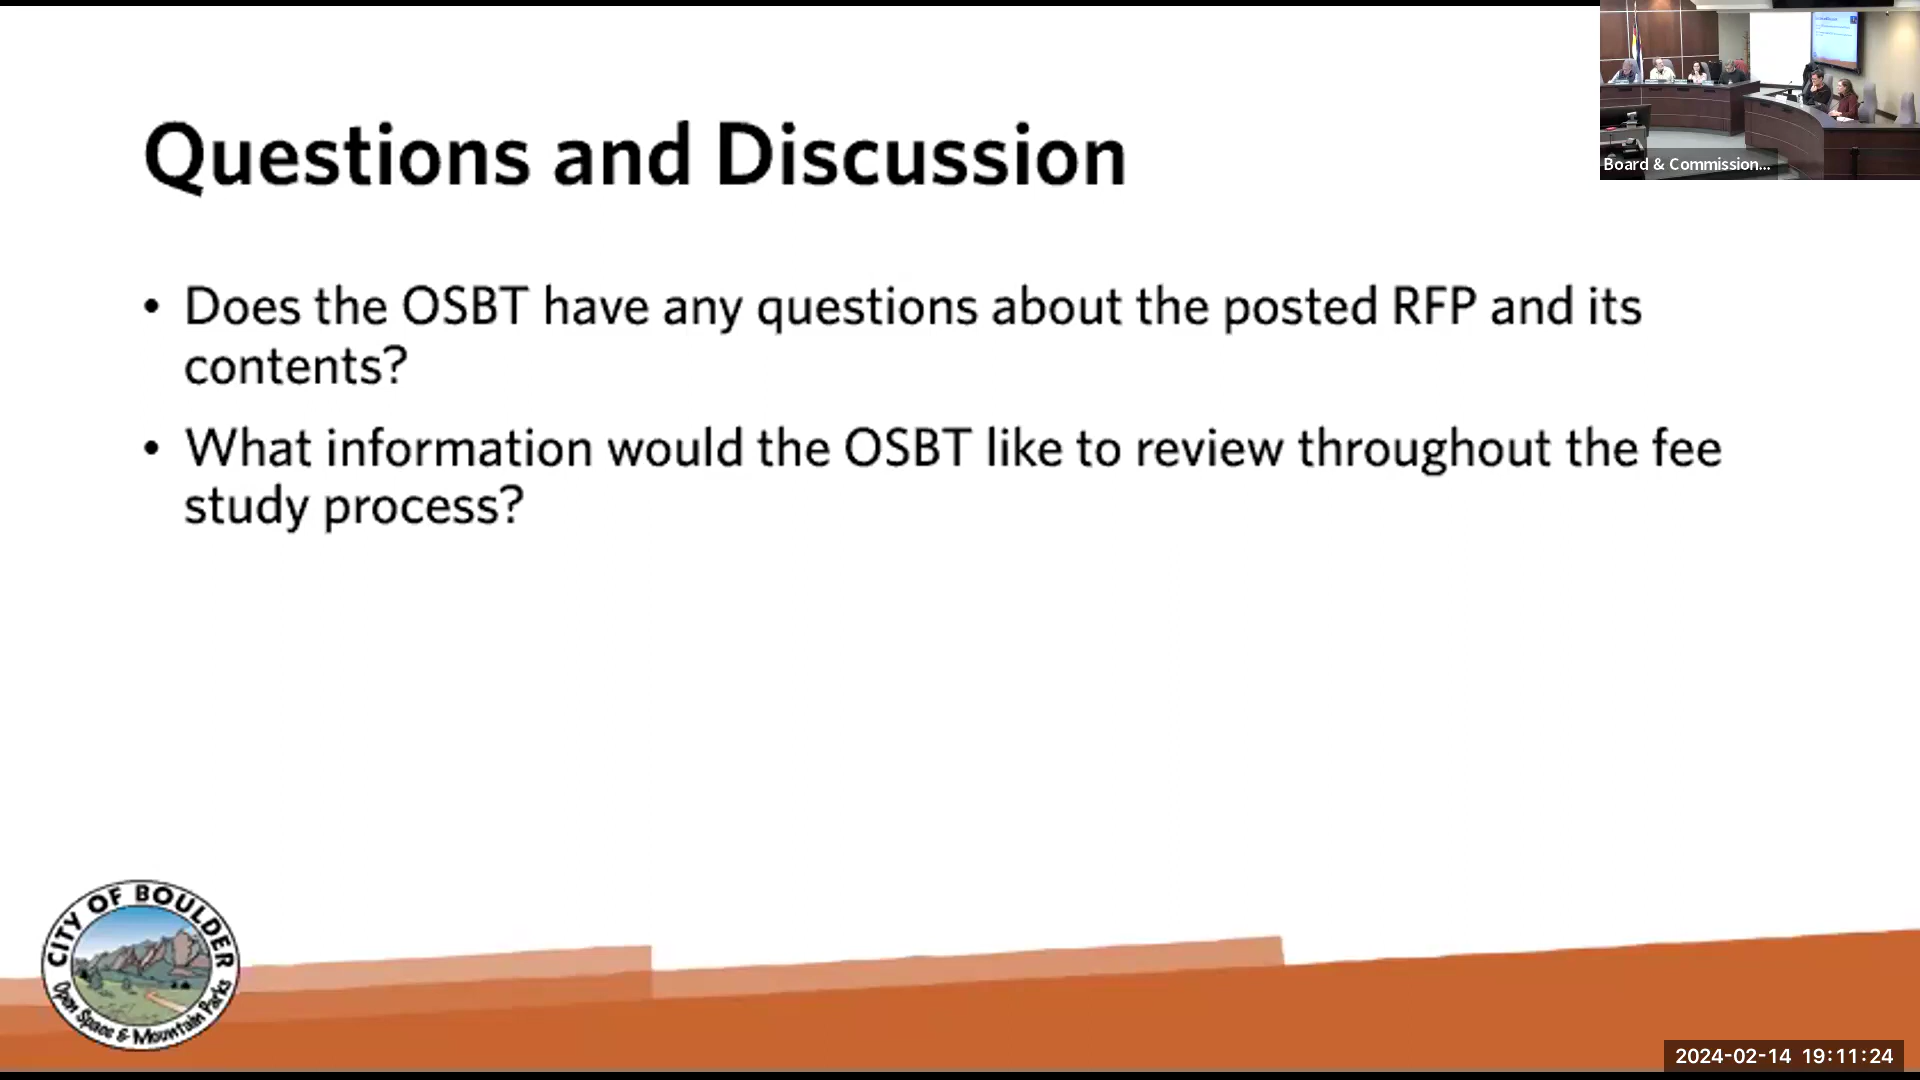 Board & Commission...
Questions and Discussion
• Does the OSBT have any questions about the posted RFP and its
contents?
• What information would the OSBT like to review throughout the fee
study process?
CITY OF BOULDER
Open Space & Mountain Parks
2024-02-14 19:11:24